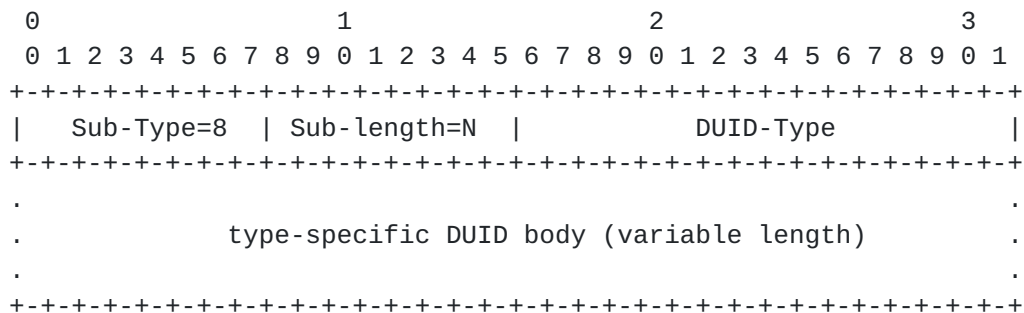 0                   1                   2                   3
 0 1 2 3 4 5 6 7 8 9 0 1 2 3 4 5 6 7 8 9 0 1 2 3 4 5 6 7 8 9 0 1
+-+-+-+-+-+-+-+-+-+-+-+-+-+-+-+-+-+-+-+-+-+-+-+-+-+-+-+-+-+-+-+-+
|   Sub-Type=8  | Sub-length=N  |           DUID-Type           |
+-+-+-+-+-+-+-+-+-+-+-+-+-+-+-+-+-+-+-+-+-+-+-+-+-+-+-+-+-+-+-+-+
.                                                               .
.             type-specific DUID body (variable length)         .
.                                                               .
+-+-+-+-+-+-+-+-+-+-+-+-+-+-+-+-+-+-+-+-+-+-+-+-+-+-+-+-+-+-+-+-+